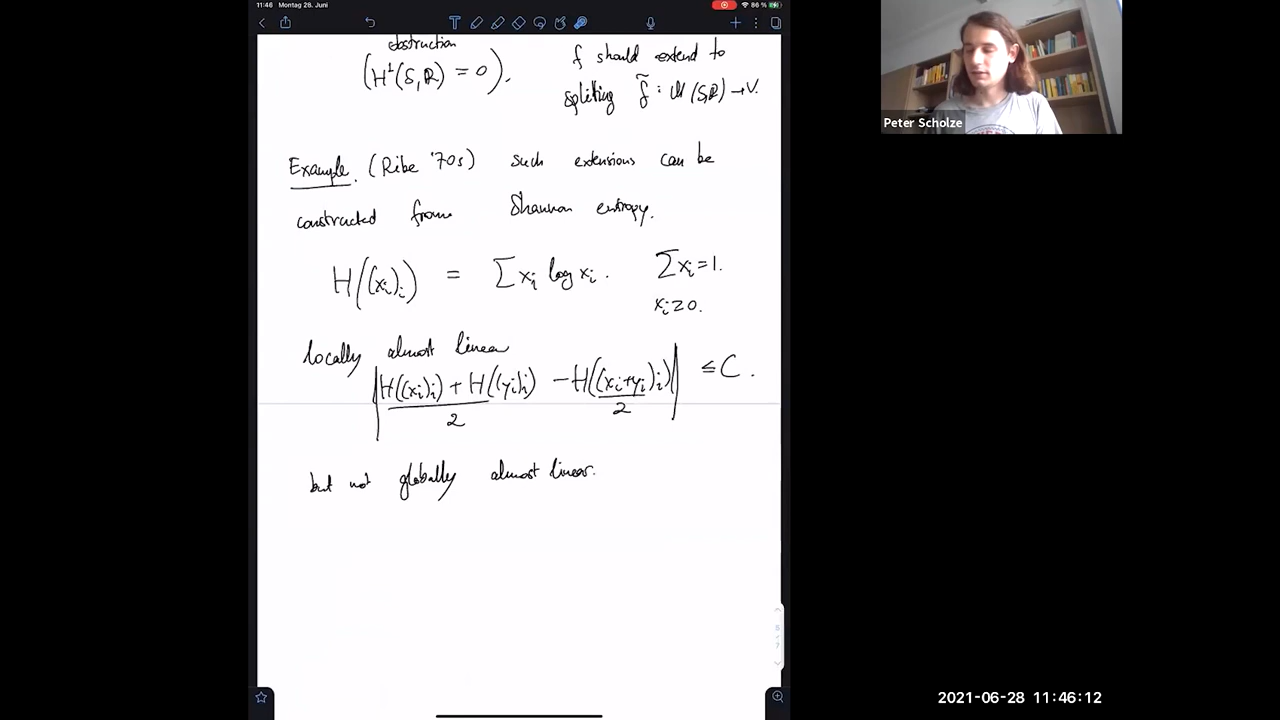 11:46 Montag 28. Juni
86 %
obstruction
(H¹(S,ℝ) = 0).
f should extend to
splitting f̃ : M(S,ℝ) → V.
Peter Scholze
Example. (Ribe '70s) such extensions can be
constructed from Shannon entropy.
H((xᵢ)ᵢ) = Σ xᵢ log xᵢ. Σ xᵢ = 1.
xᵢ ≥ 0.
locally almost linear
| (H((xᵢ)ᵢ) + H((yᵢ)ᵢ))/2 − H(((xᵢ+yᵢ)/2)ᵢ) | ≤ C.
but not globally almost linear.
2021-06-28 11:46:12